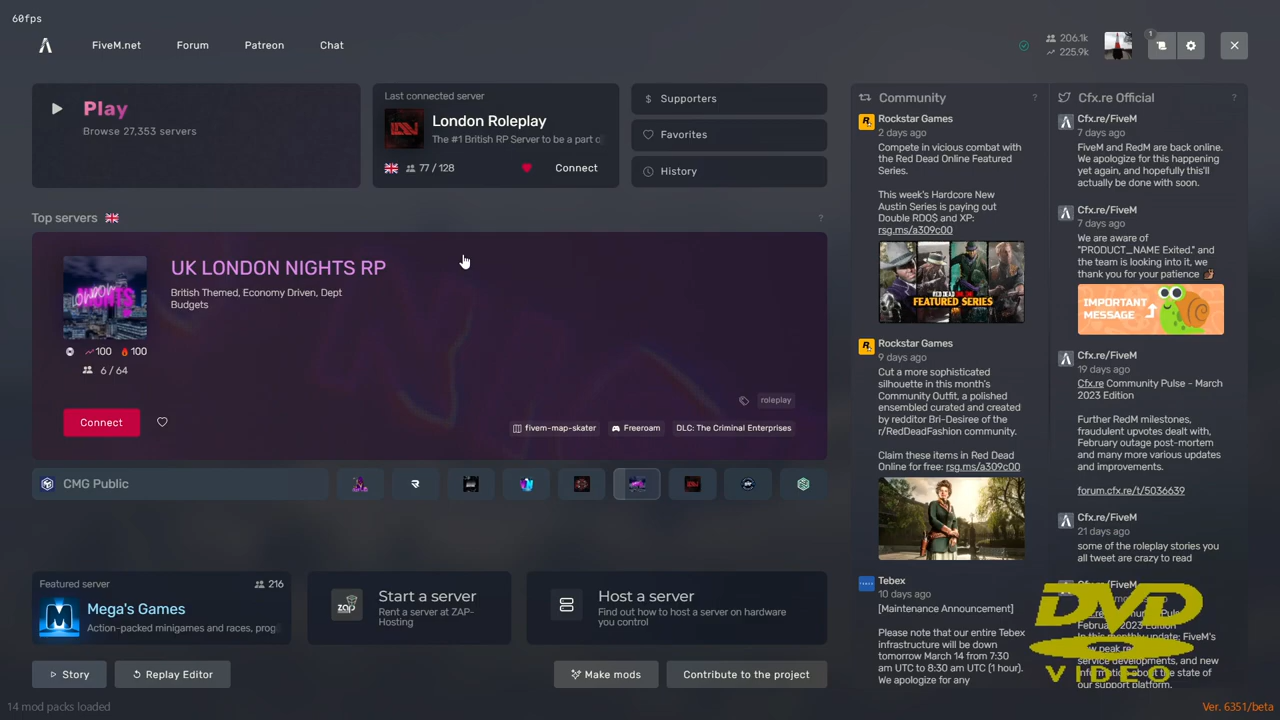 60fps
FiveM.net
Forum
Patreon
Chat
206.1k
225.9k
1
Play
Browse 27,353 servers
Last connected server
London Roleplay
The #1 British RP Server to be a part o
77 / 128
Connect
$ Supporters
Favorites
History
Top servers
?
UK LONDON NIGHTS RP
British Themed, Economy Driven, Dept
Budgets
100
100
6 / 64
Connect
roleplay
fivem-map-skater
Freeroam
DLC: The Criminal Enterprises
CMG Public
Featured server
216
Mega's Games
Action-packed minigames and races, prog
ZAP
Start a server
Rent a server at ZAP-
Hosting
Host a server
Find out how to host a server on hardware
you control
Story
Replay Editor
Make mods
Contribute to the project
14 mod packs loaded
Community
?
Rockstar Games
2 days ago
Compete in vicious combat with
the Red Dead Online Featured
Series.
This week's Hardcore New
Austin Series is paying out
Double RDO$ and XP:
rsg.ms/a309c00
FEATURED SERIES
Rockstar Games
9 days ago
Cut a more sophisticated
silhouette in this month's
Community Outfit, a polished
ensembled curated and created
by redditor Bri-Desiree of the
r/RedDeadFashion community.
Claim these items in Red Dead
Online for free: rsg.ms/a309c00
Tebex
10 days ago
[Maintenance Announcement]
Please note that our entire Tebex
infrastructure will be down
tomorrow March 14 from 7:30
am UTC to 8:30 am UTC (1 hour).
We apologize for any
Cfx.re Official
?
Cfx.re/FiveM
7 days ago
FiveM and RedM are back online.
We apologize for this happening
yet again, and hopefully this'll
actually be done with soon.
Cfx.re/FiveM
7 days ago
We are aware of
"PRODUCT_NAME Exited." and
the team is looking into it, we
thank you for your patience
IMPORTANT
MESSAGE
Cfx.re/FiveM
19 days ago
Cfx.re Community Pulse - March
2023 Edition
Further RedM milestones,
fraudulent upvotes dealt with,
February outage post-mortem
and many more various updates
and improvements.
forum.cfx.re/t/5036639
Cfx.re/FiveM
21 days ago
some of the roleplay stories you
all tweet are crazy to read
Cfx.re/FiveM
In this monthly update: FiveM's
service developments, and new
information about the state of
our support platform.
DVD
VIDEO
Ver. 6351/beta